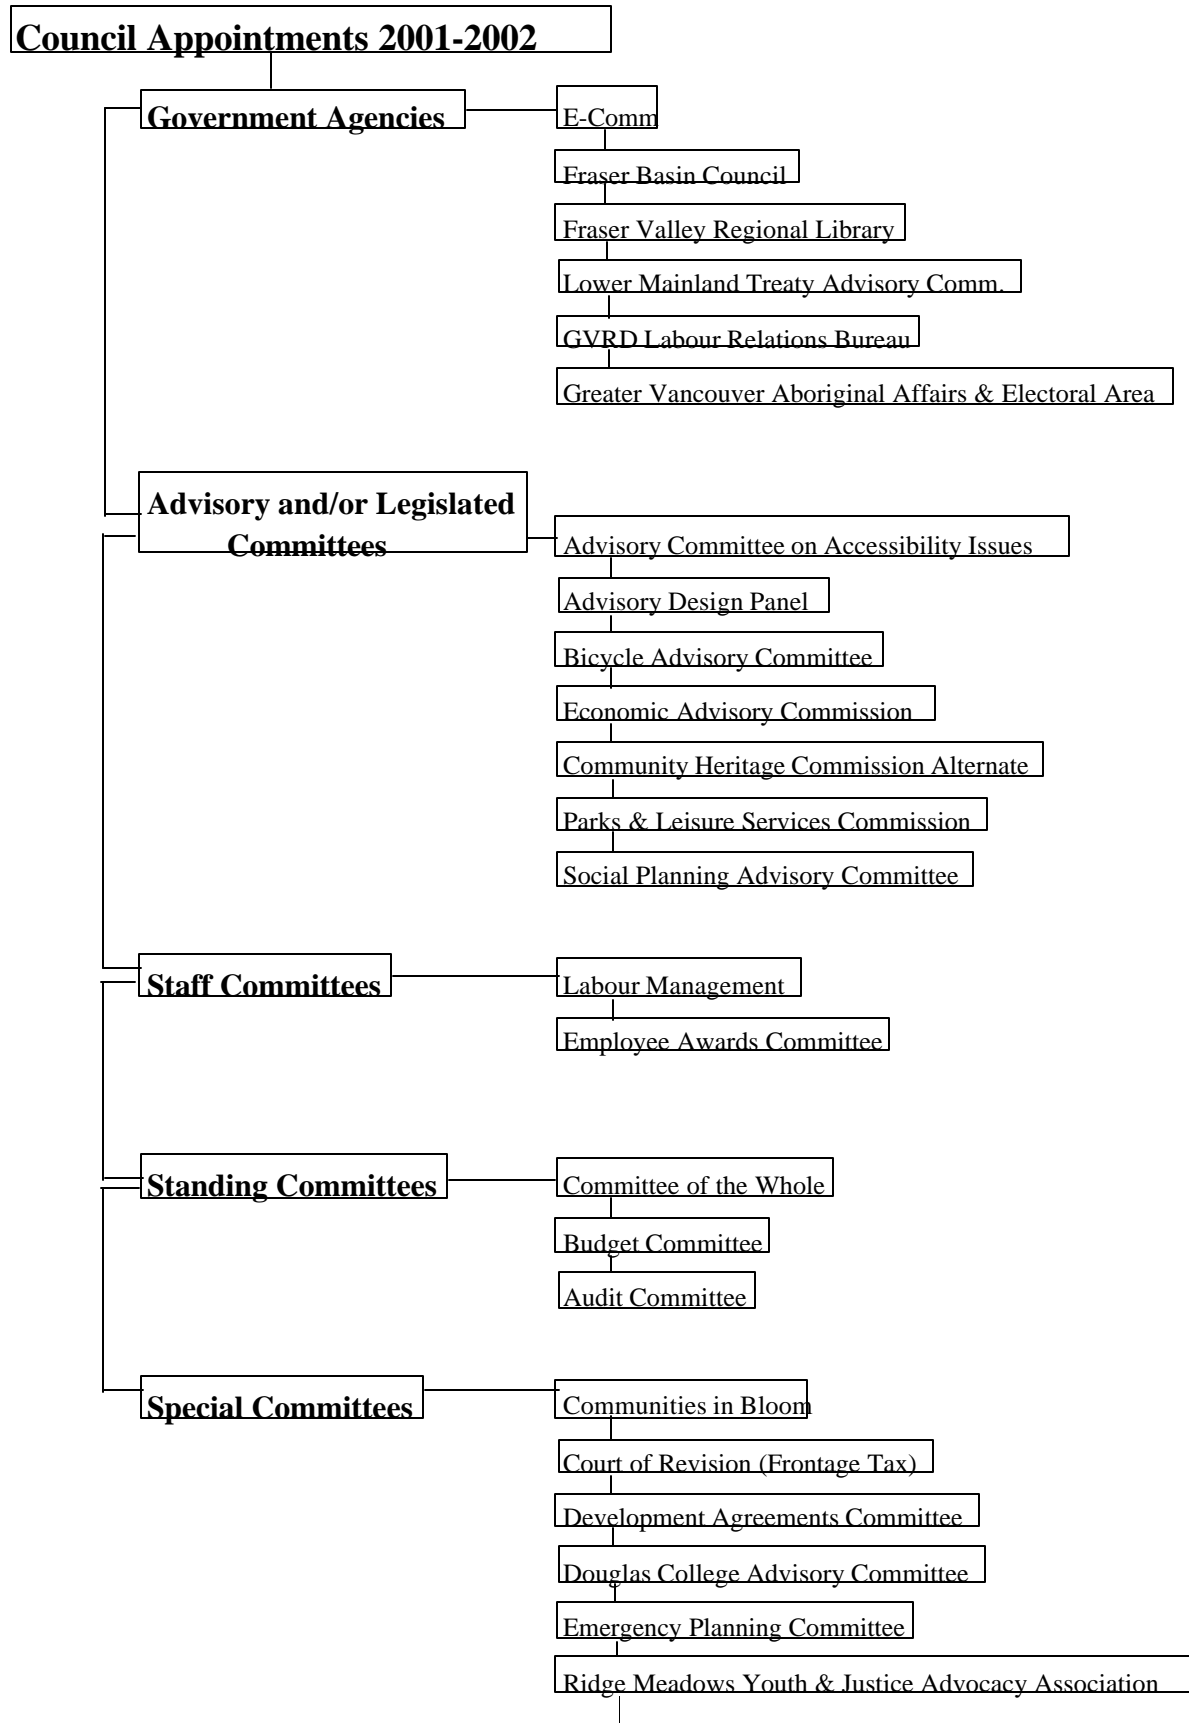 Council Appointments 2001-2002
Government Agencies
E-Comm
Fraser Basin Council
Fraser Valley Regional Library
Lower Mainland Treaty Advisory Comm.
GVRD Labour Relations Bureau
Greater Vancouver Aboriginal Affairs & Electoral Area
Advisory and/or Legislated
Committees
Advisory Committee on Accessibility Issues
Advisory Design Panel
Bicycle Advisory Committee
Economic Advisory Commission
Community Heritage Commission Alternate
Parks & Leisure Services Commission
Social Planning Advisory Committee
Staff Committees
Labour Management
Employee Awards Committee
Standing Committees
Committee of the Whole
Budget Committee
Audit Committee
Special Committees
Communities in Bloom
Court of Revision (Frontage Tax)
Development Agreements Committee
Douglas College Advisory Committee
Emergency Planning Committee
Ridge Meadows Youth & Justice Advocacy Association